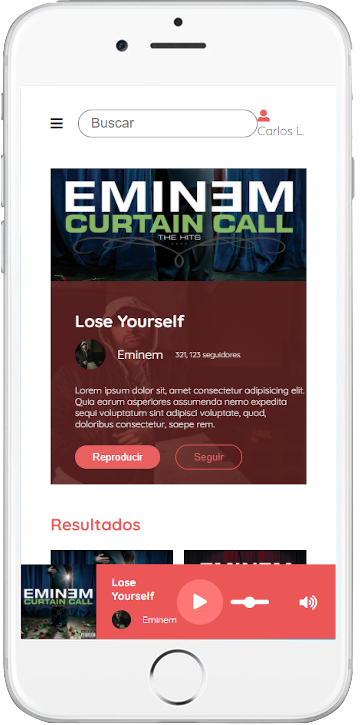 Buscar
Carlos L.
EMINEM
CURTAIN CALL
THE HITS
Lose Yourself
Eminem 321, 123 seguidores
Lorem ipsum dolor sit, amet consectetur adipisicing elit.
Quia earum asperiores assumenda nemo expedita
sequi voluptatum sint adipisci voluptate, quod,
doloribus consectetur, saepe rem.
Reproducir Seguir
Resultados
EMINEM
CURTAIN CALL
Lose
Yourself
Eminem